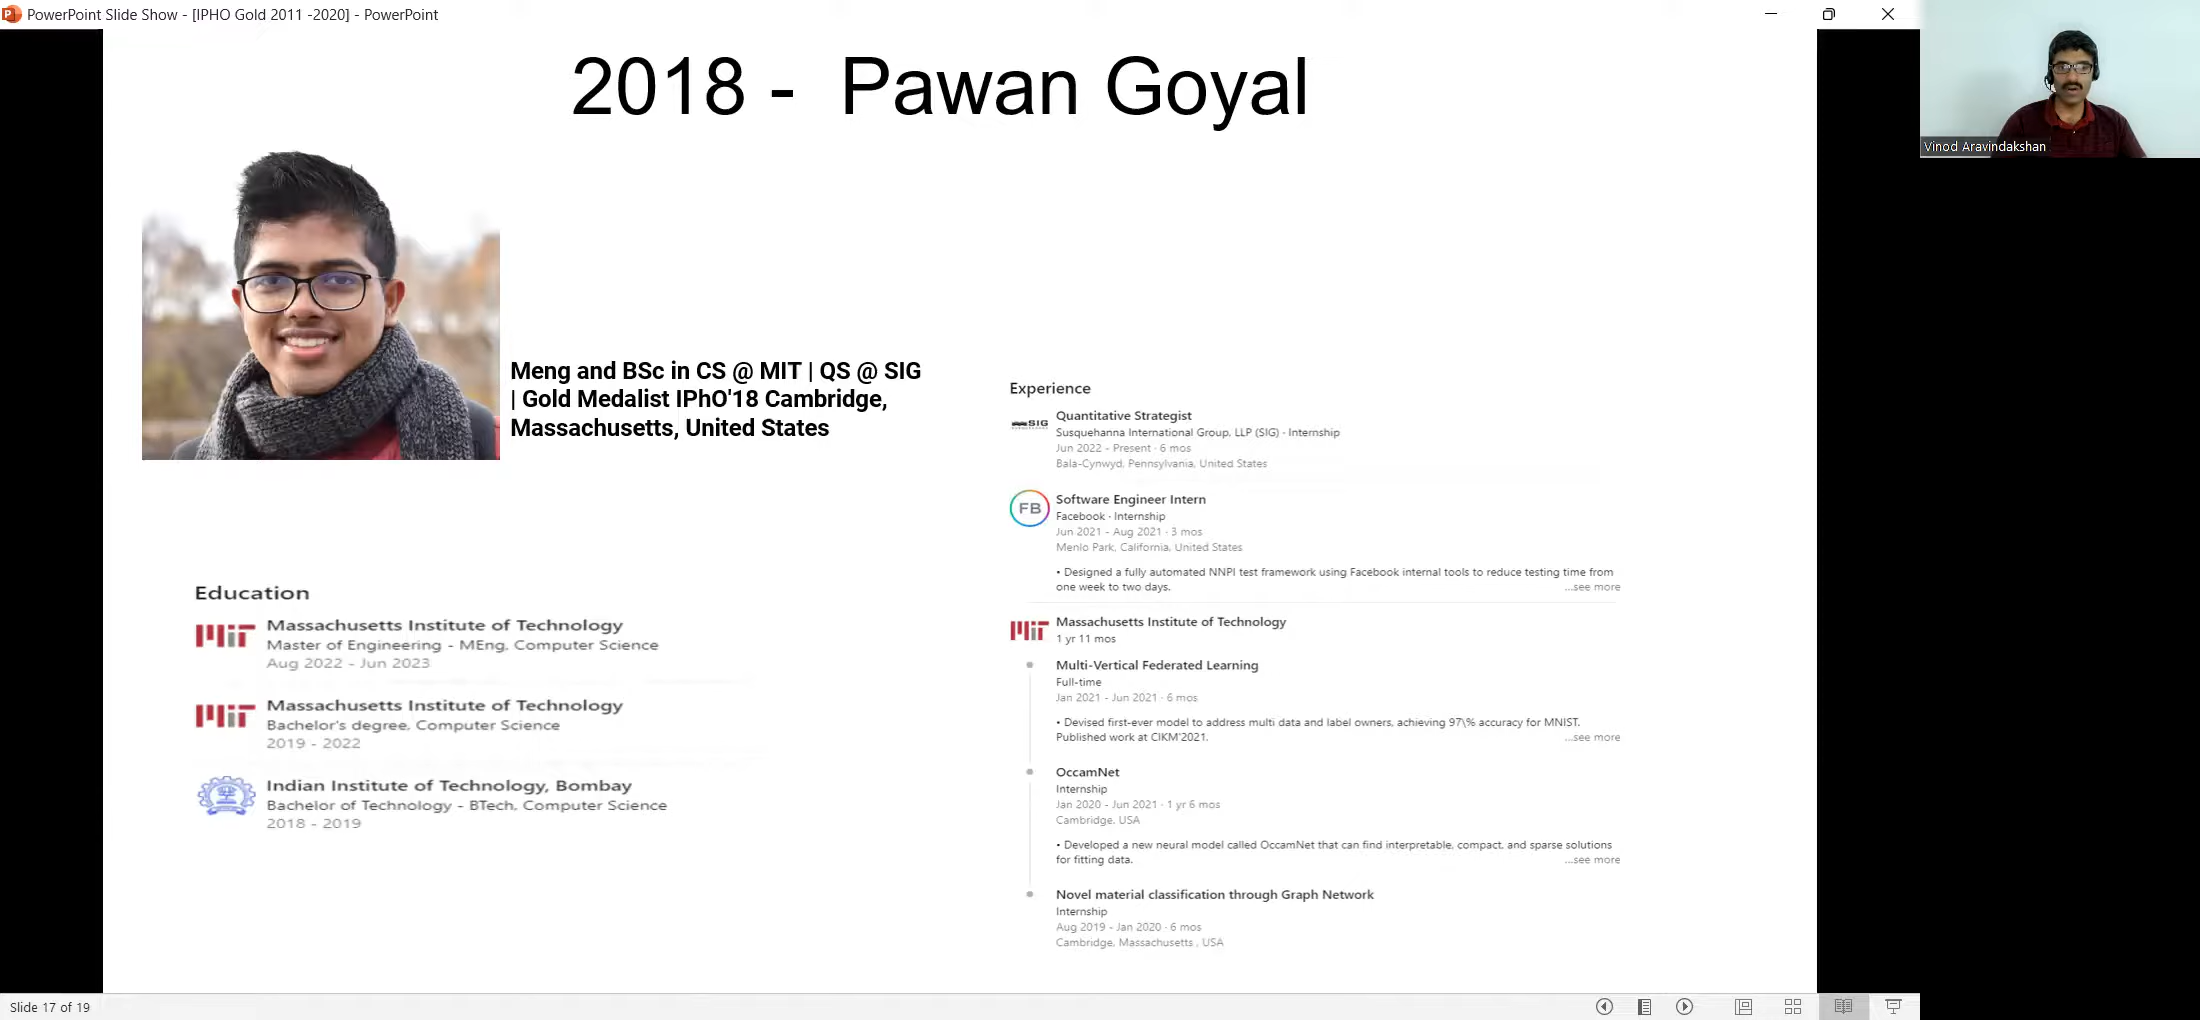 PowerPoint Slide Show - [IPHO Gold 2011 -2020] - PowerPoint
2018 - Pawan Goyal
Vinod Aravindakshan
Meng and BSc in CS @ MIT | QS @ SIG
| Gold Medalist IPhO'18 Cambridge,
Massachusetts, United States
Education
Massachusetts Institute of Technology
Master of Engineering - MEng, Computer Science
Aug 2022 - Jun 2023
Massachusetts Institute of Technology
Bachelor's degree, Computer Science
2019 - 2022
Indian Institute of Technology, Bombay
Bachelor of Technology - BTech, Computer Science
2018 - 2019
Experience
SIG
Quantitative Strategist
Susquehanna International Group, LLP (SIG) · Internship
Jun 2022 - Present · 6 mos
Bala-Cynwyd, Pennsylvania, United States
FB
Software Engineer Intern
Facebook · Internship
Jun 2021 - Aug 2021 · 3 mos
Menlo Park, California, United States
• Designed a fully automated NNPI test framework using Facebook internal tools to reduce testing time from
one week to two days. ...see more
Massachusetts Institute of Technology
1 yr 11 mos
Multi-Vertical Federated Learning
Full-time
Jan 2021 - Jun 2021 · 6 mos
• Devised first-ever model to address multi data and label owners, achieving 97\% accuracy for MNIST.
Published work at CIKM'2021. ...see more
OccamNet
Internship
Jan 2020 - Jun 2021 · 1 yr 6 mos
Cambridge, USA
• Developed a new neural model called OccamNet that can find interpretable, compact, and sparse solutions
for fitting data. ...see more
Novel material classification through Graph Network
Internship
Aug 2019 - Jan 2020 · 6 mos
Cambridge, Massachusetts , USA
Slide 17 of 19